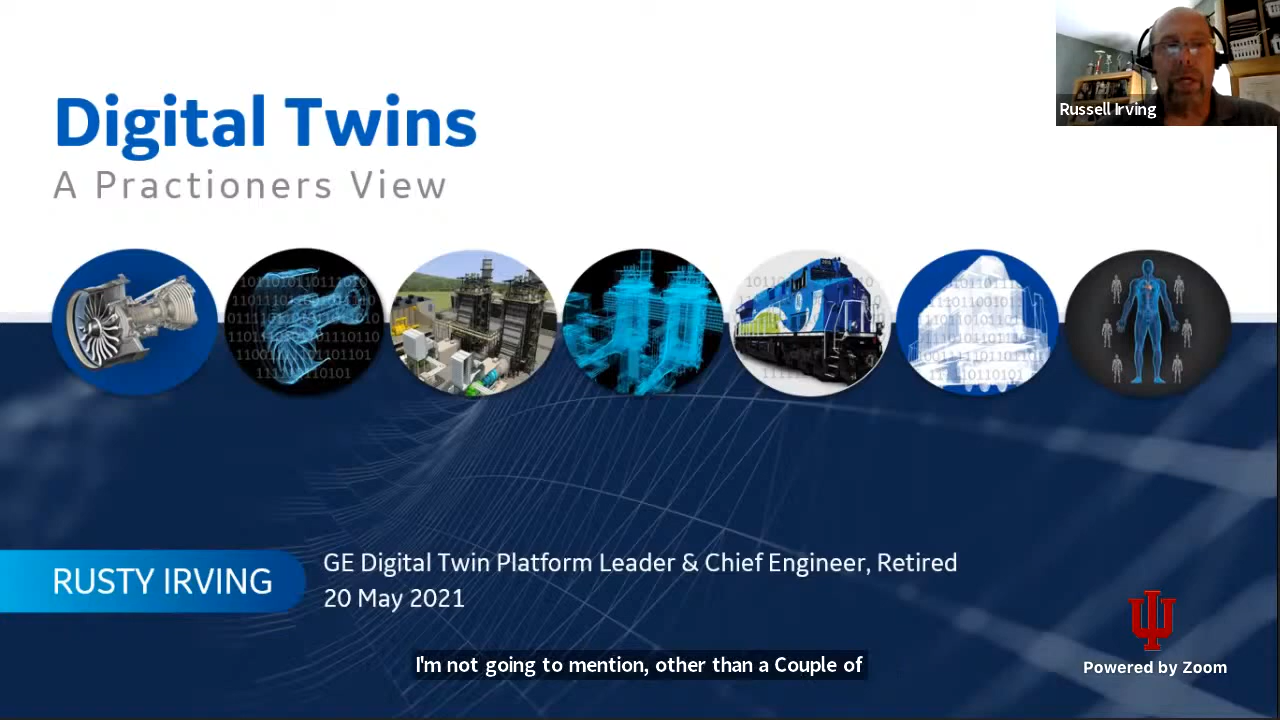 Digital Twins
A Practioners View
Russell Irving
RUSTY IRVING
GE Digital Twin Platform Leader & Chief Engineer, Retired
20 May 2021
I'm not going to mention, other than a Couple of
Powered by Zoom